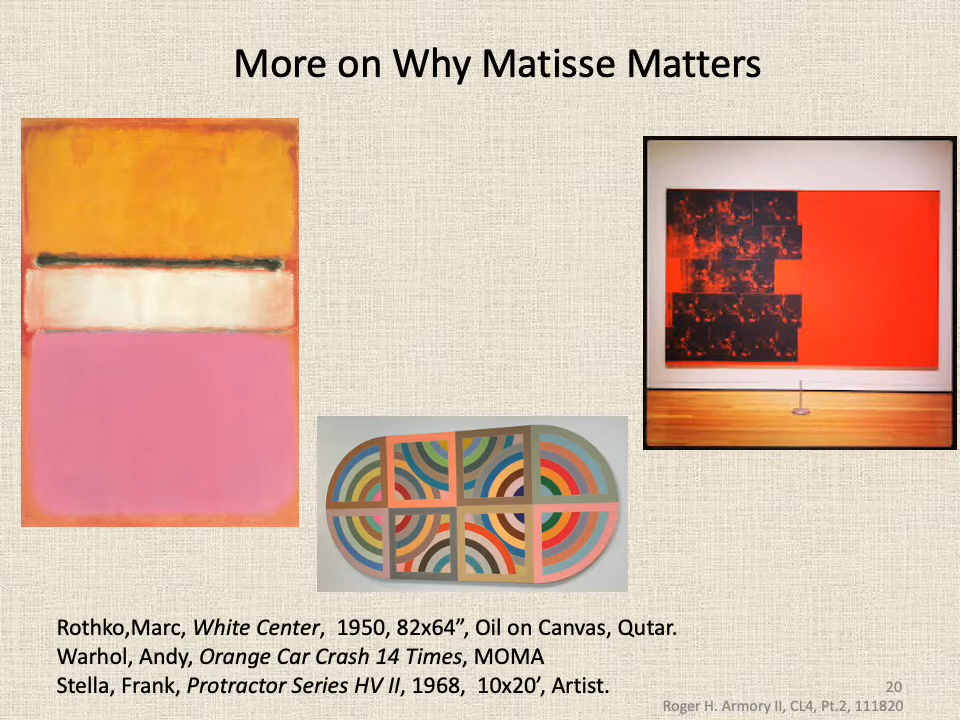 More on Why Matisse Matters
Rothko,Marc, White Center,  1950, 82x64”, Oil on Canvas, Qutar.
Warhol, Andy, Orange Car Crash 14 Times, MOMA
Stella, Frank, Protractor Series HV II, 1968,  10x20’, Artist.
20
Roger H. Armory II, CL4, Pt.2, 111820